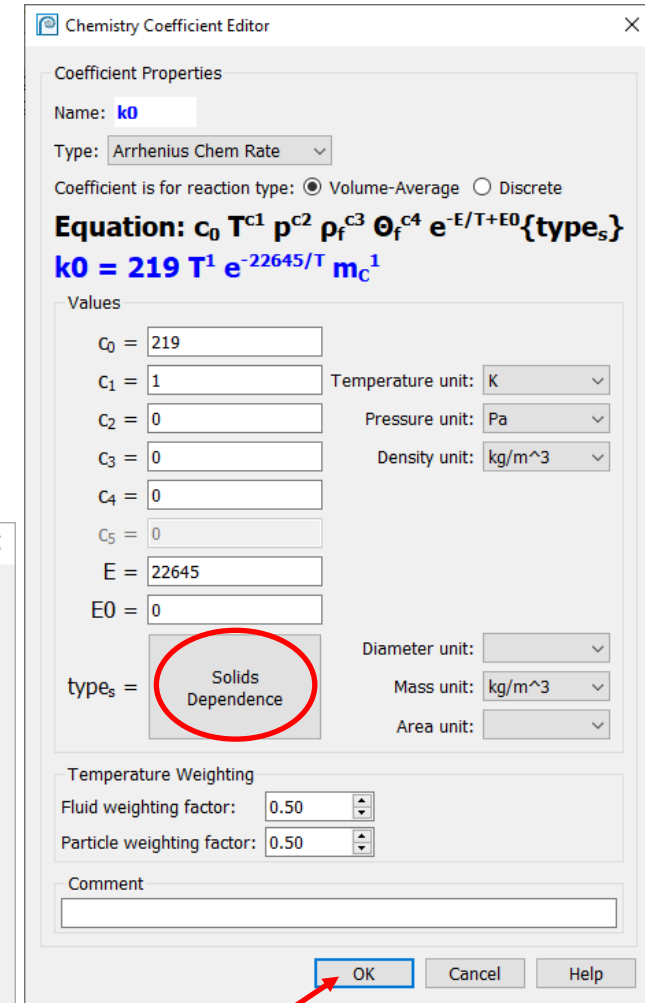 Chemistry Coefficient Editor
Coefficient Properties
Name: k0
Type: Arrhenius Chem Rate
Coefficient is for reaction type: Volume-Average Discrete
Equation: c₀ Tᶜ¹ pᶜ² ρfᶜ³ Θfᶜ⁴ e⁻ᴱ/ᵀ⁺ᴱ⁰{typeₛ}
k0 = 219 T¹ e⁻²²⁶⁴⁵/ᵀ m_C¹
Values
c₀ = 219
c₁ = 1 Temperature unit: K
c₂ = 0 Pressure unit: Pa
c₃ = 0 Density unit: kg/m^3
c₄ = 0
c₅ = 0
E = 22645
E0 = 0
Diameter unit:
typeₛ = Solids Dependence Mass unit: kg/m^3
Area unit:
Temperature Weighting
Fluid weighting factor: 0.50
Particle weighting factor: 0.50
Comment
OK Cancel Help